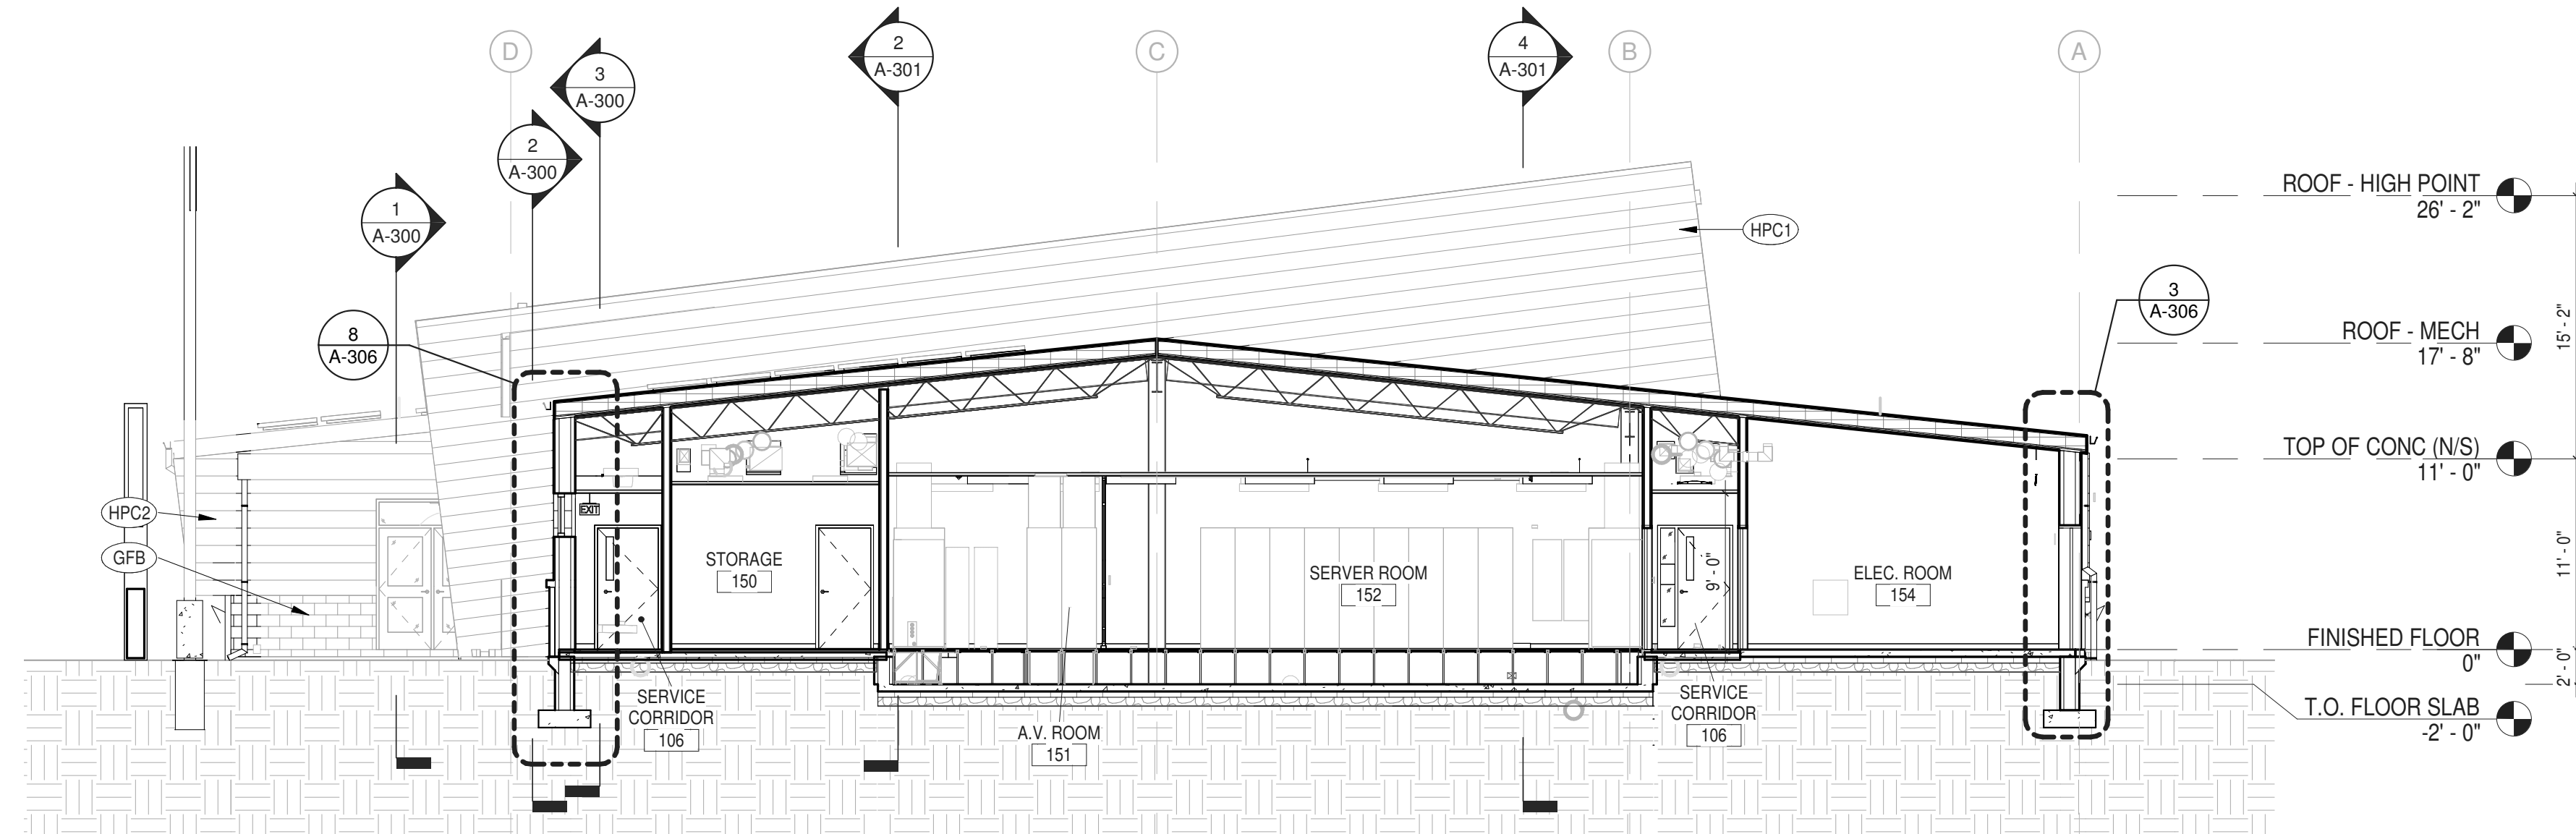 D
C
B
A
3
A-300
2
A-301
4
A-301
2
A-300
1
A-300
8
A-306
3
A-306
HPC1
HPC2
GFB
ROOF - HIGH POINT
26' - 2"
ROOF - MECH
17' - 8"
TOP OF CONC (N/S)
11' - 0"
FINISHED FLOOR
0"
T.O. FLOOR SLAB
-2' - 0"
15' - 2"
11' - 0"
2' - 0"
EXIT
STORAGE
150
SERVER ROOM
152
9' - 0"
ELEC. ROOM
154
SERVICE
CORRIDOR
106
A.V. ROOM
151
SERVICE
CORRIDOR
106